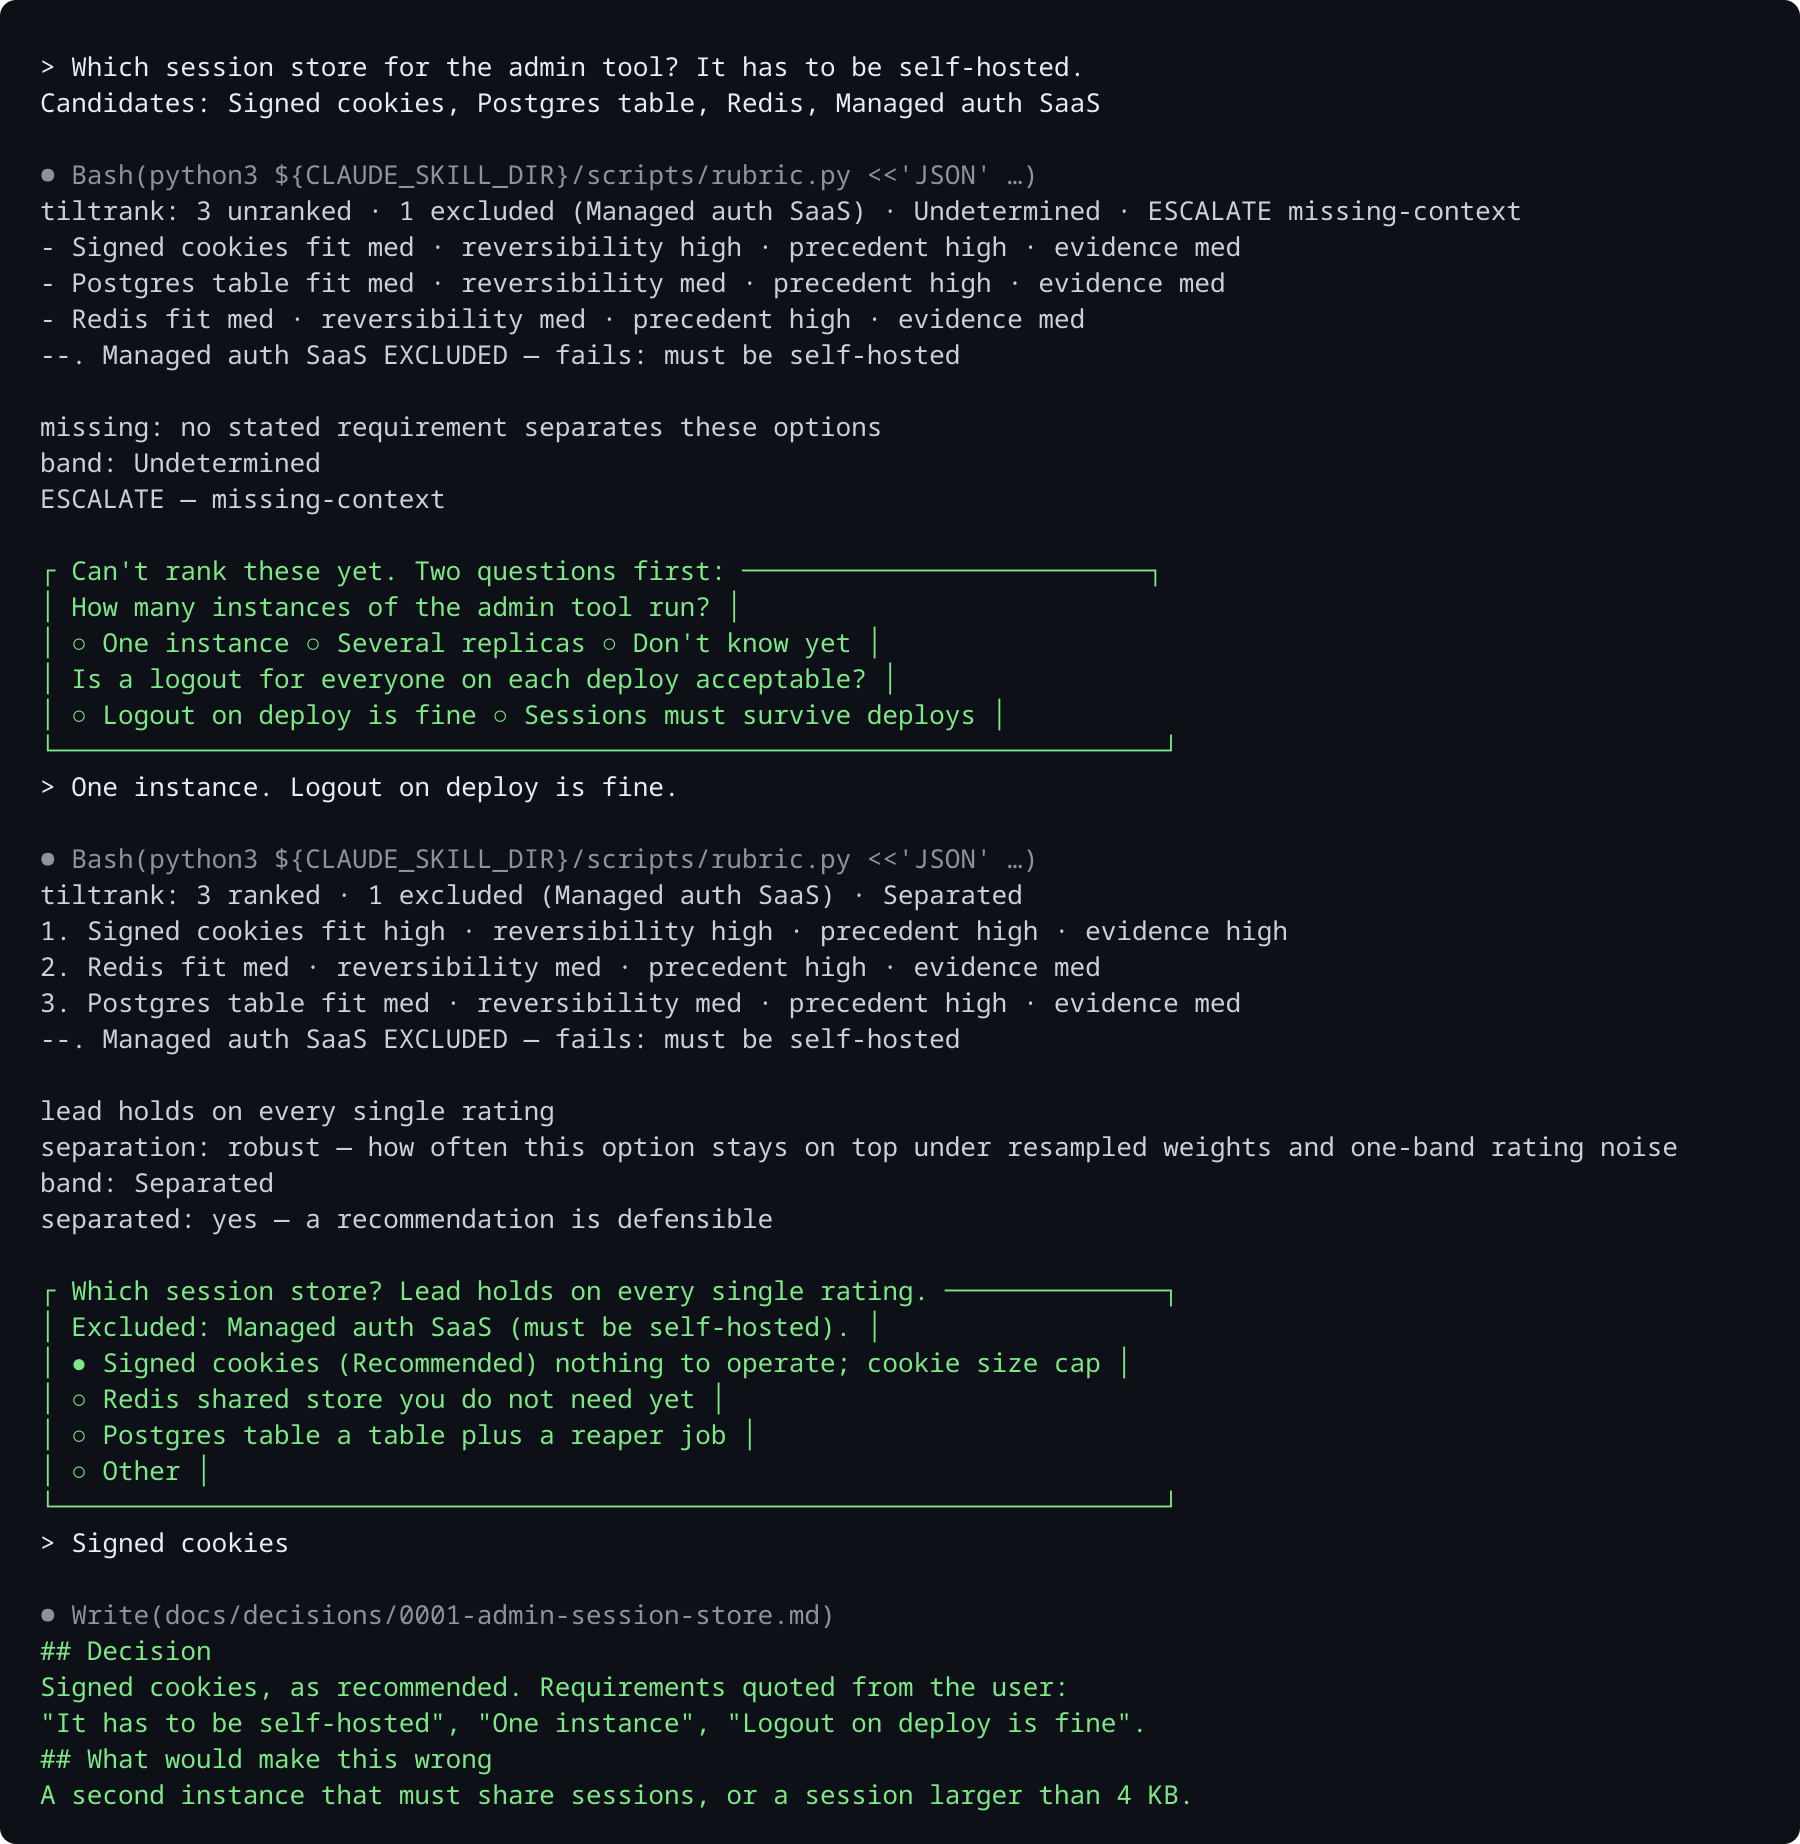 > Which session store for the admin tool? It has to be self-hosted.
Candidates: Signed cookies, Postgres table, Redis, Managed auth SaaS
● Bash(python3 ${CLAUDE_SKILL_DIR}/scripts/rubric.py <<'JSON' …)
tiltrank: 3 unranked · 1 excluded (Managed auth SaaS) · Undetermined · ESCALATE missing-context
- Signed cookies fit med · reversibility high · precedent high · evidence med
- Postgres table fit med · reversibility med · precedent high · evidence med
- Redis fit med · reversibility med · precedent high · evidence med
--. Managed auth SaaS EXCLUDED — fails: must be self-hosted
missing: no stated requirement separates these options
band: Undetermined
ESCALATE — missing-context
┌ Can't rank these yet. Two questions first: ──────────────────────────┐
│ How many instances of the admin tool run? │
│ ○ One instance ○ Several replicas ○ Don't know yet │
│ Is a logout for everyone on each deploy acceptable? │
│ ○ Logout on deploy is fine ○ Sessions must survive deploys │
└────────────────────────────────────────────────────────────────────────┘
> One instance. Logout on deploy is fine.
● Bash(python3 ${CLAUDE_SKILL_DIR}/scripts/rubric.py <<'JSON' …)
tiltrank: 3 ranked · 1 excluded (Managed auth SaaS) · Separated
1. Signed cookies fit high · reversibility high · precedent high · evidence high
2. Redis fit med · reversibility med · precedent high · evidence med
3. Postgres table fit med · reversibility med · precedent high · evidence med
--. Managed auth SaaS EXCLUDED — fails: must be self-hosted
lead holds on every single rating
separation: robust — how often this option stays on top under resampled weights and one-band rating noise
band: Separated
separated: yes — a recommendation is defensible
┌ Which session store? Lead holds on every single rating. ──────────────┐
│ Excluded: Managed auth SaaS (must be self-hosted). │
│ ● Signed cookies (Recommended) nothing to operate; cookie size cap │
│ ○ Redis shared store you do not need yet │
│ ○ Postgres table a table plus a reaper job │
│ ○ Other │
└────────────────────────────────────────────────────────────────────────┘
> Signed cookies
● Write(docs/decisions/0001-admin-session-store.md)
## Decision
Signed cookies, as recommended. Requirements quoted from the user:
"It has to be self-hosted", "One instance", "Logout on deploy is fine".
## What would make this wrong
A second instance that must share sessions, or a session larger than 4 KB.